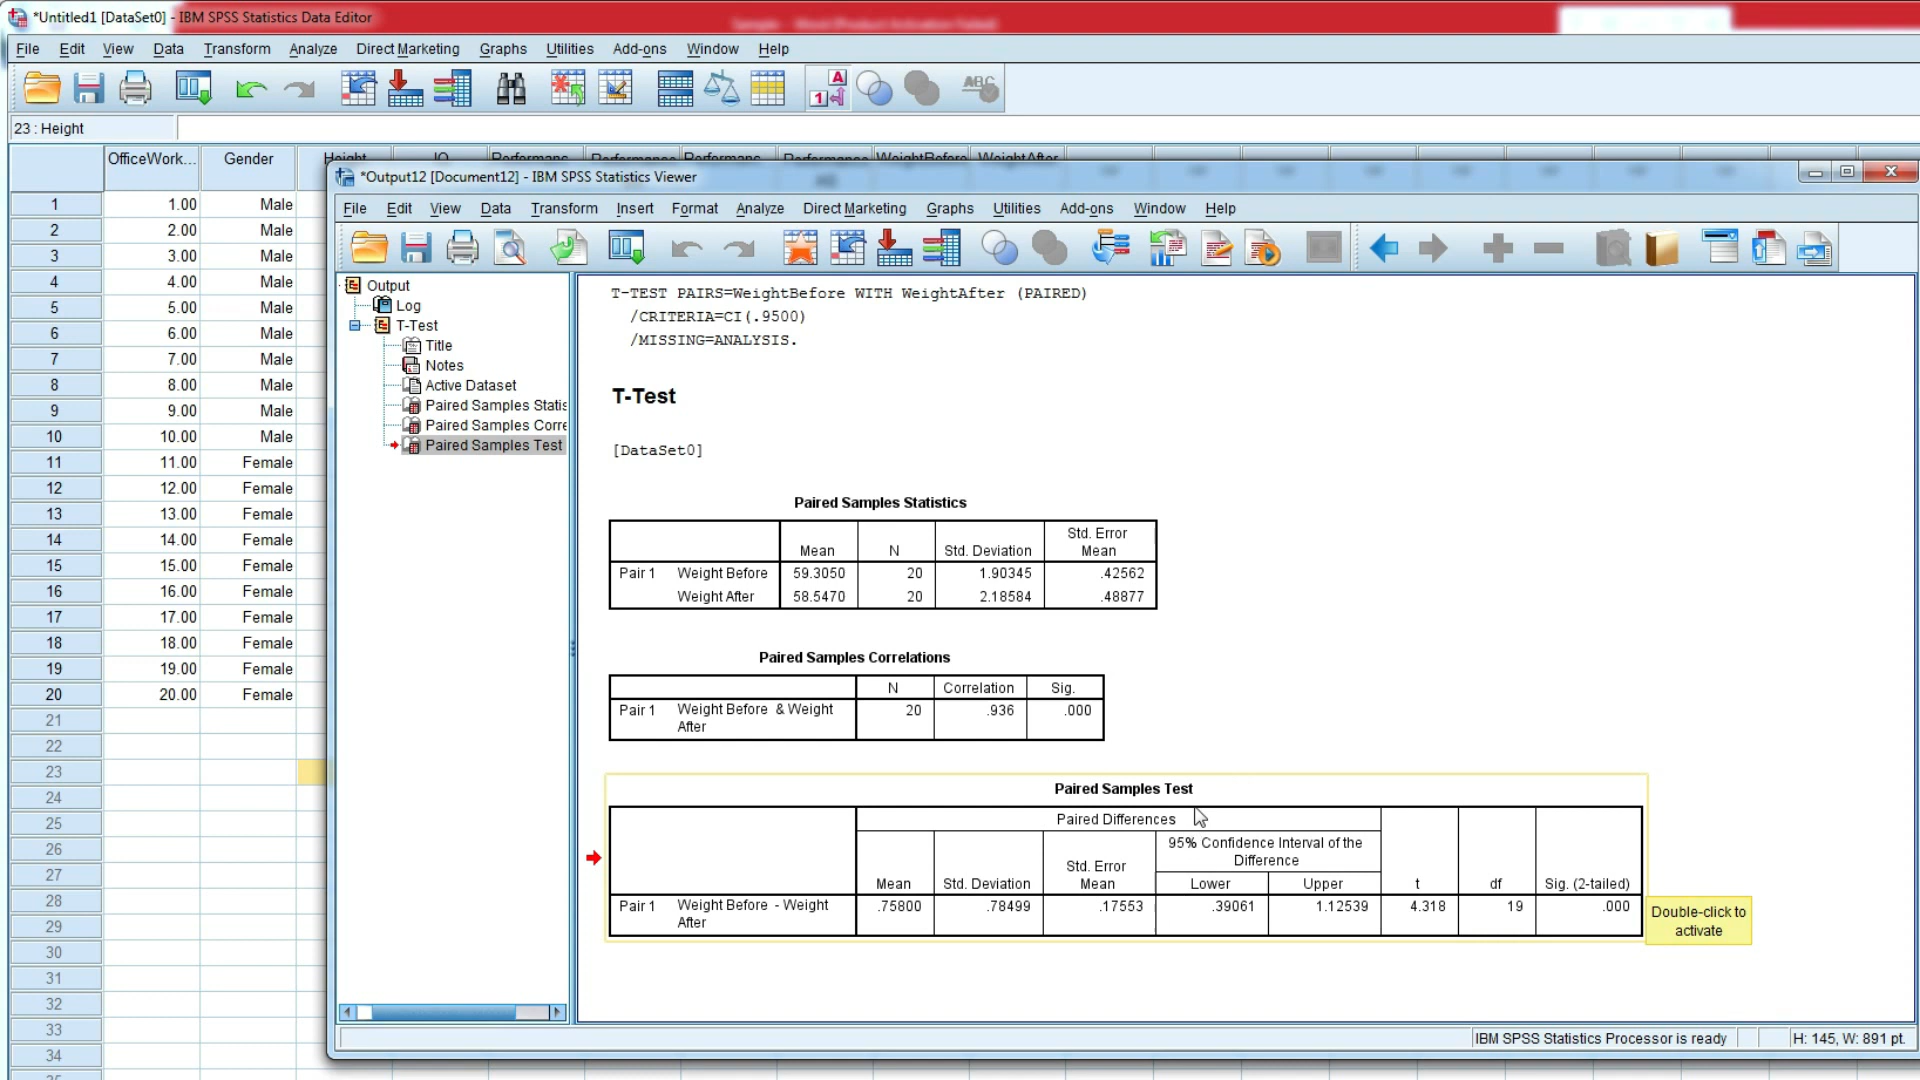 *Untitled1 [DataSet0] - IBM SPSS Statistics Data Editor
File Edit View Data Transform Analyze Direct Marketing Graphs Utilities Add-ons Window Help
23 : Height
OfficeWork... Gender Height IQ Performanc... Performance Performanc... Performance WeightBefore WeightAfter
1 1.00 Male
2 2.00 Male
3 3.00 Male
4 4.00 Male
5 5.00 Male
6 6.00 Male
7 7.00 Male
8 8.00 Male
9 9.00 Male
10 10.00 Male
11 11.00 Female
12 12.00 Female
13 13.00 Female
14 14.00 Female
15 15.00 Female
16 16.00 Female
17 17.00 Female
18 18.00 Female
19 19.00 Female
20 20.00 Female
21
22
23
24
25
26
27
28
29
30
31
32
33
34
*Output12 [Document12] - IBM SPSS Statistics Viewer
File Edit View Data Transform Insert Format Analyze Direct Marketing Graphs Utilities Add-ons Window Help
Output
Log
T-Test
Title
Notes
Active Dataset
Paired Samples Statis
Paired Samples Corre
Paired Samples Test
T-TEST PAIRS=WeightBefore WITH WeightAfter (PAIRED)
/CRITERIA=CI(.9500)
/MISSING=ANALYSIS.
T-Test
[DataSet0]
Paired Samples Statistics
Mean N Std. Deviation Std. Error Mean
Pair 1 Weight Before 59.3050 20 1.90345 .42562
Weight After 58.5470 20 2.18584 .48877
Paired Samples Correlations
N Correlation Sig.
Pair 1 Weight Before & Weight After 20 .936 .000
Paired Samples Test
Paired Differences
95% Confidence Interval of the Difference
Mean Std. Deviation Std. Error Mean Lower Upper t df Sig. (2-tailed)
Pair 1 Weight Before - Weight After .75800 .78499 .17553 .39061 1.12539 4.318 19 .000
Double-click to
activate
IBM SPSS Statistics Processor is ready H: 145, W: 891 pt.